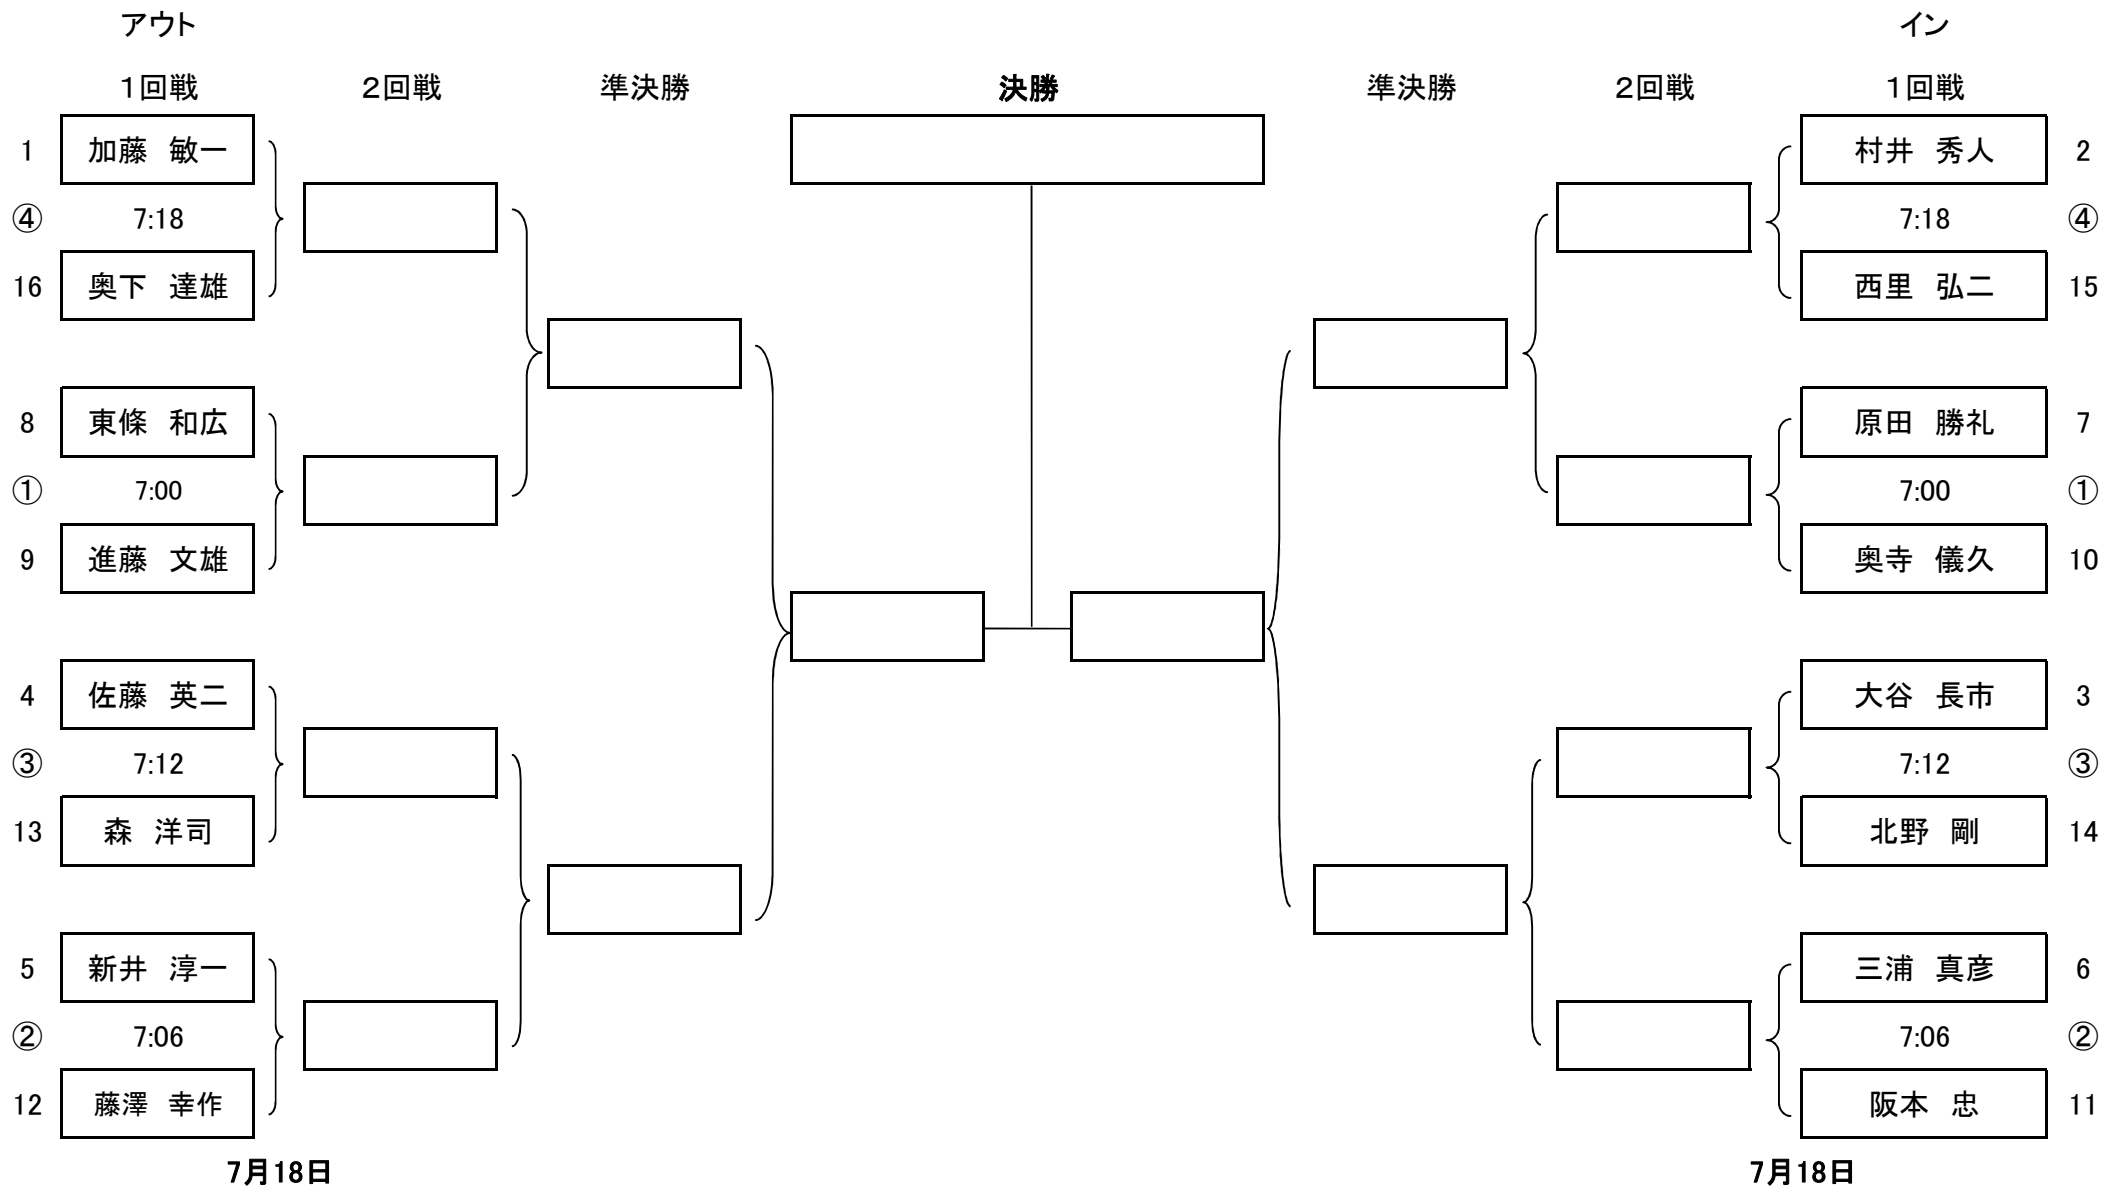 アウト イン
1回戦 2回戦 準決勝 決勝 準決勝 2回戦 1回戦
1 加藤 敏一 村井 秀人 2
④ 7:18 7:18 ④
16 奥下 達雄 西里 弘二 15
8 東條 和広 原田 勝礼 7
① 7:00 7:00 ①
9 進藤 文雄 奥寺 儀久 10
4 佐藤 英二 大谷 長市 3
③ 7:12 7:12 ③
13 森 洋司 北野 剛 14
5 新井 淳一 三浦 真彦 6
② 7:06 7:06 ②
12 藤澤 幸作 阪本 忠 11
7月18日 7月18日